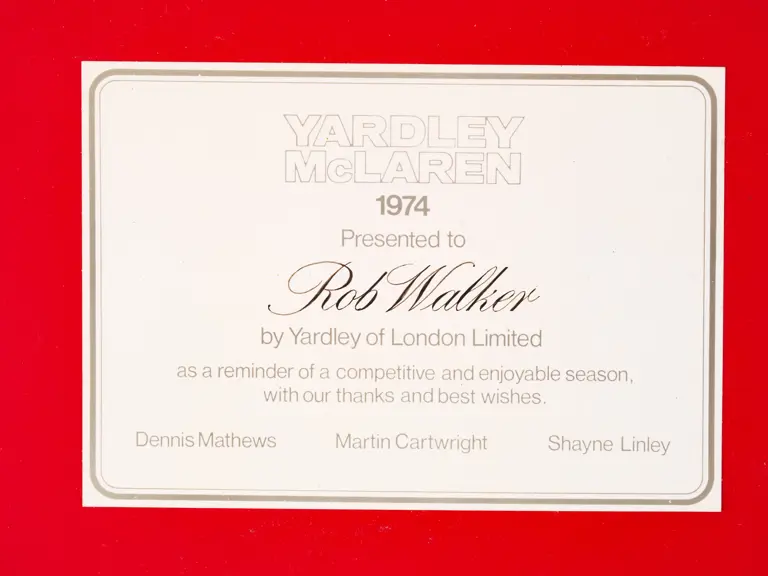 YARDLEY
McLAREN
1974
Presented to
Rob Walker
by Yardley of London Limited
as a reminder of a competitive and enjoyable season,
with our thanks and best wishes.
Dennis Mathews Martin Cartwright Shayne Linley